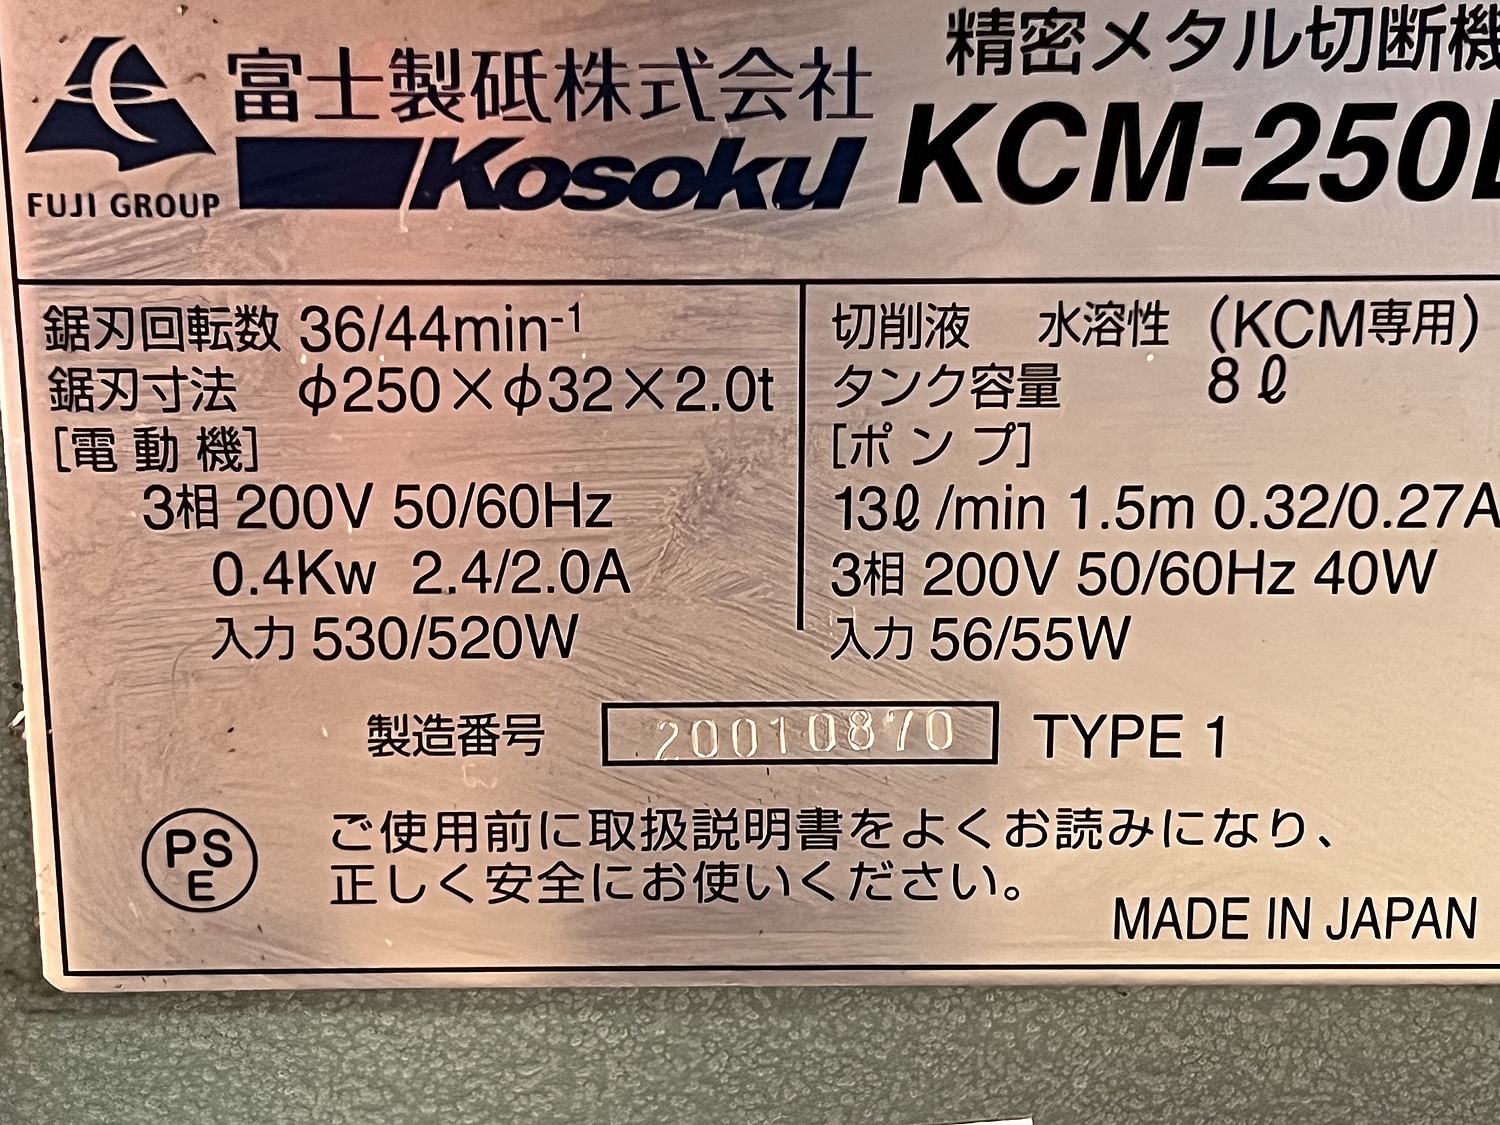 富士製砥株式会社
Kosoku
FUJI GROUP
精密メタル切断機
KCM-250
鋸刃回転数 36/44min-1
鋸刃寸法 φ250×φ32×2.0t
[電動機]
3相 200V 50/60Hz
0.4Kw 2.4/2.0A
入力 530/520W
切削液 水溶性 (KCM専用)
タンク容量 8ℓ
[ポンプ]
13ℓ/min 1.5m 0.32/0.27A
3相 200V 50/60Hz 40W
入力 56/55W
製造番号 20010870 TYPE 1
PS
E
ご使用前に取扱説明書をよくお読みになり、
正しく安全にお使いください。
MADE IN JAPAN